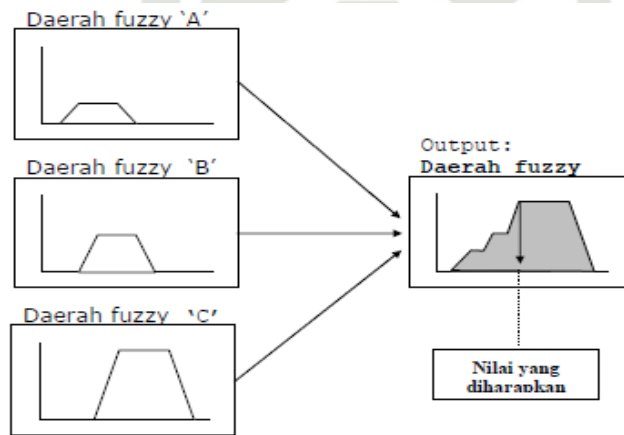 Daerah fuzzy ‘A’
Daerah fuzzy ‘B’
Daerah fuzzy ‘C’
Output:
Daerah fuzzy
Nilai yang
diharapkan